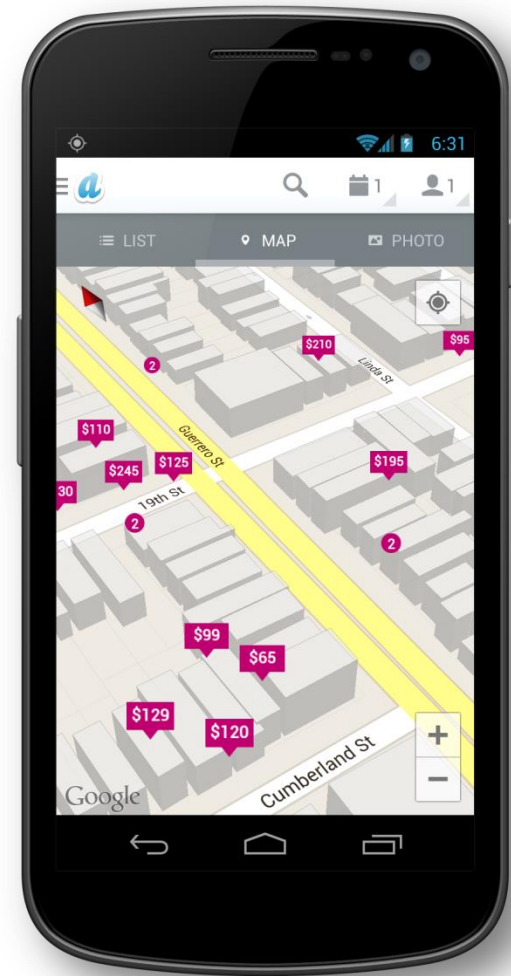 6:31
1
1
LIST
MAP
PHOTO
$210
$95
Linda St
2
Guerrero St
$110
$245
$125
$195
30
19th St
2
2
$99
$65
$129
$120
Cumberland St
+
−
Google